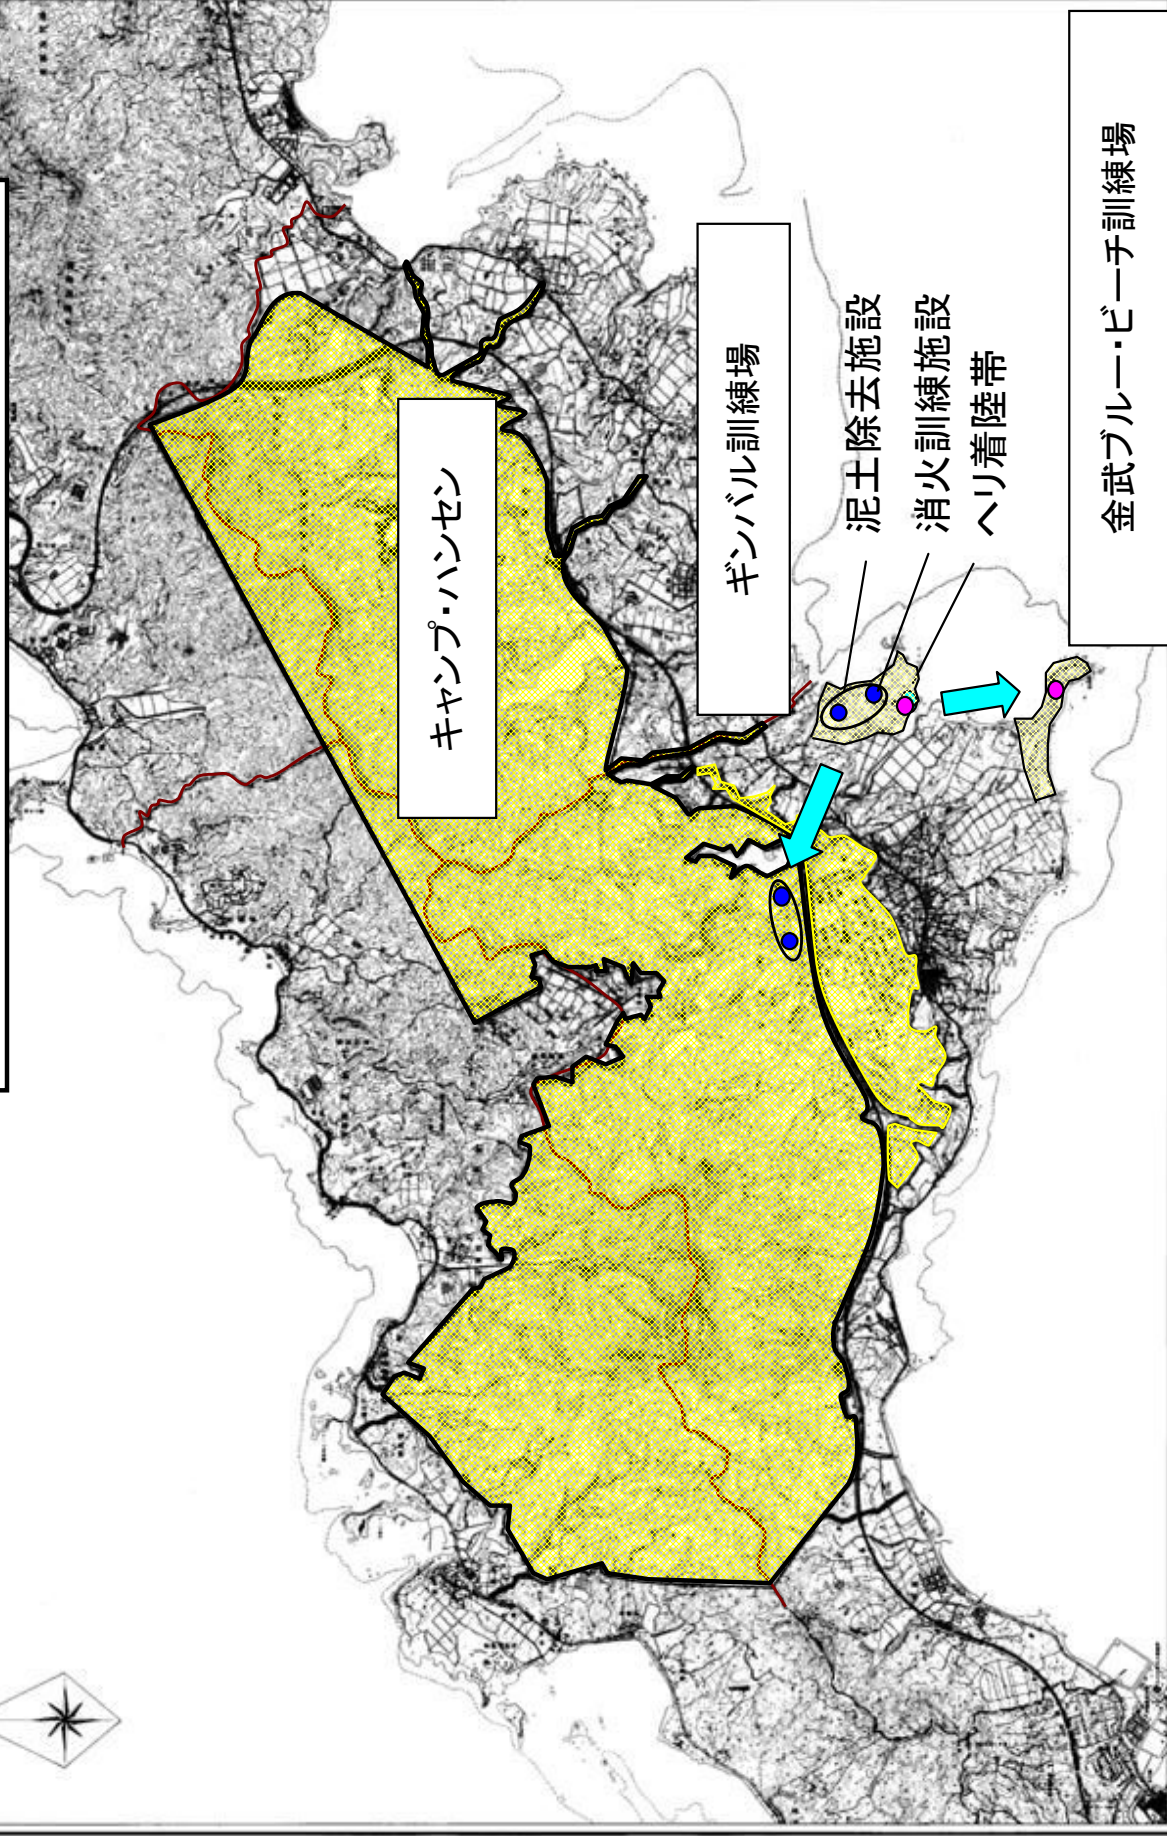 キャンプ・ハンセン
ギンバル訓練場
泥土除去施設
消火訓練施設
ヘリ着陸帯
金武ブルー・ビーチ訓練場